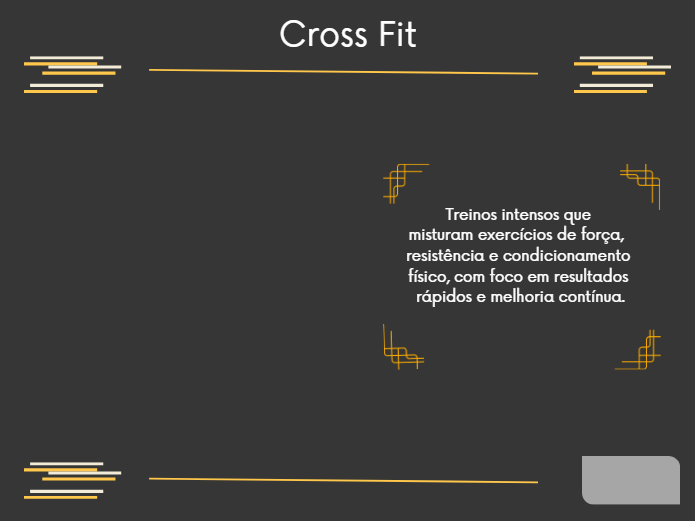 Cross Fit
Treinos intensos que
misturam exercícios de força,
resistência e condicionamento
físico, com foco em resultados
rápidos e melhoria contínua.